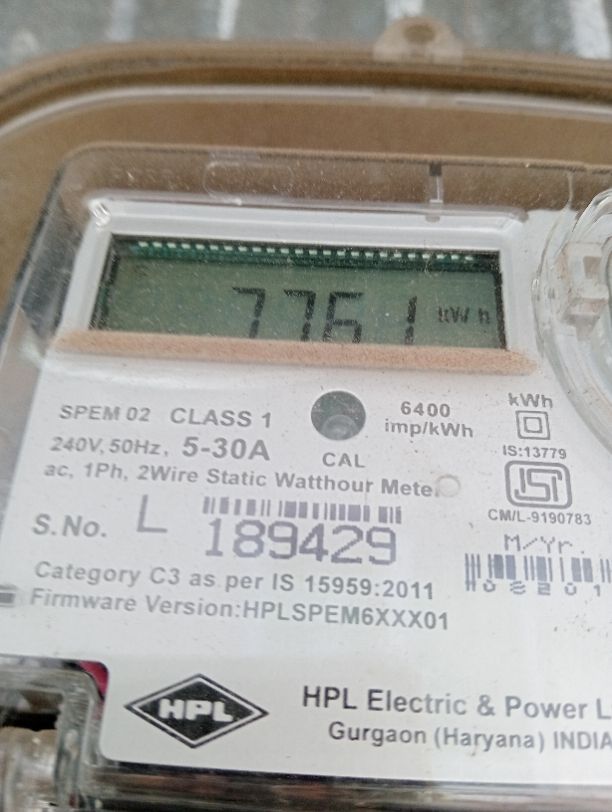 7761 kWh
SPEM 02 CLASS 1
240V, 50Hz, 5-30A
ac, 1Ph, 2Wire Static Watthour Meter
CAL
6400
imp/kWh
kWh
IS:13779
ISI
CM/L-9190783
S.No. L 189429
M/Yr.
Category C3 as per IS 15959:2011
Firmware Version:HPLSPEM6XXX01
HPL
HPL Electric & Power L
Gurgaon (Haryana) INDIA